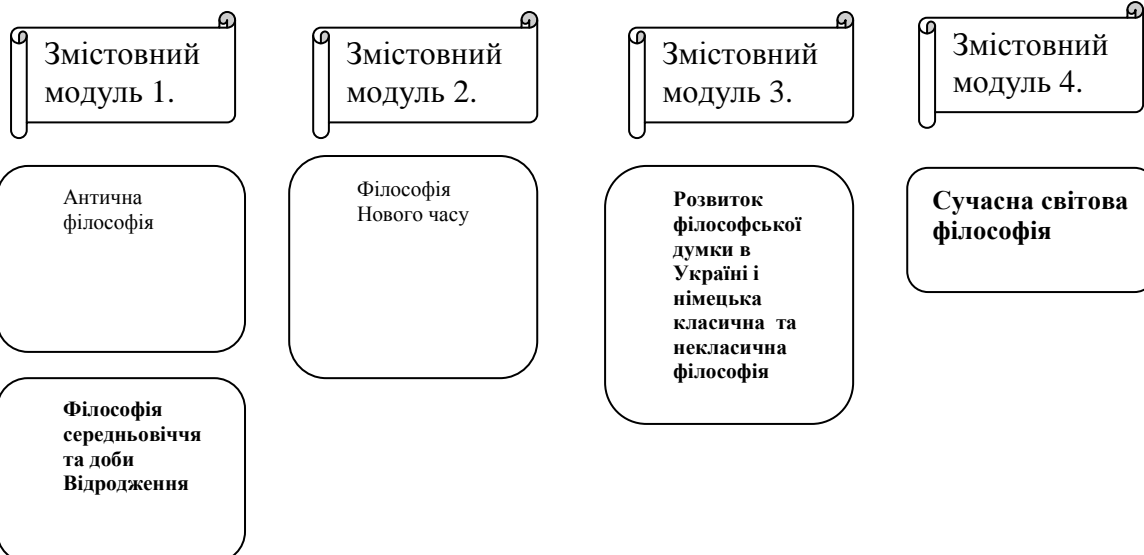 Змістовний
модуль 1.
Змістовний
модуль 2.
Змістовний
модуль 3.
Змістовний
модуль 4.
Антична
філософія
Філософія
Нового часу
Розвиток
філософської
думки в
Україні і
німецька
класична та
некласична
філософія
Сучасна світова
філософія
Філософія
середньовіччя
та доби
Відродження